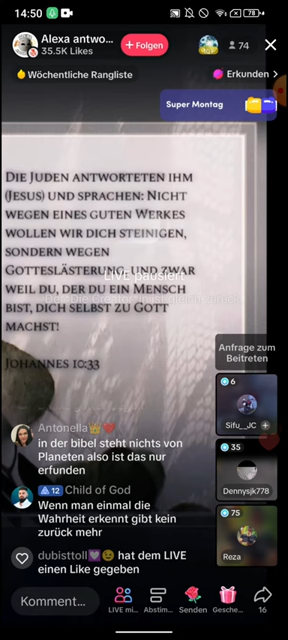 14:50
78
Alexa antwo...
35.5K Likes
+ Folgen
74
Wöchentliche Rangliste
Erkunden >
Super Montag
Die Juden antworteten ihm
(Jesus) und sprachen: Nicht
wegen eines guten Werkes
wollen wir dich steinigen,
sondern wegen
Gotteslästerung, und zwar
LIVE pausiert
weil du, der du ein Mensch
bist, dich selbst zu Gott
machst!
Johannes 10:33
Anfrage zum
Beitreten
6
Sifu_JC +
35
Dennysjk778
75
Reza
Antonella
in der bibel steht nichts von
Planeten also ist das nur
erfunden
12 Child of God
Wenn man einmal die
Wahrheit erkennt gibt kein
zurück mehr
dubisttoll hat dem LIVE
einen Like gegeben
Komment...
LIVE mi...
Abstim...
Senden
Gesche...
16